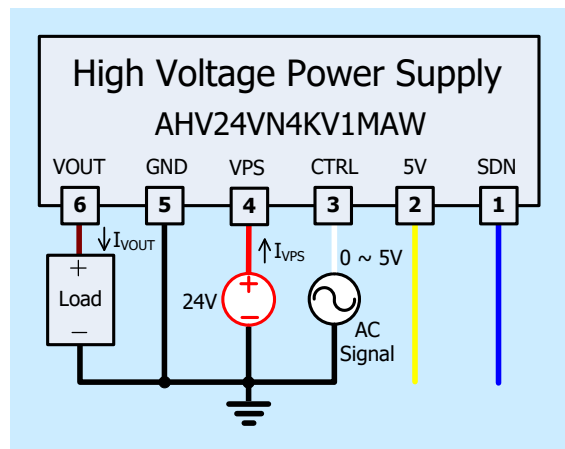 High Voltage Power Supply
AHV24VN4KV1MAW
VOUT GND VPS CTRL 5V SDN
6 5 4 3 2 1
+ IVOUT IVPS 0 ~ 5V
Load 24V + −
− AC
Signal